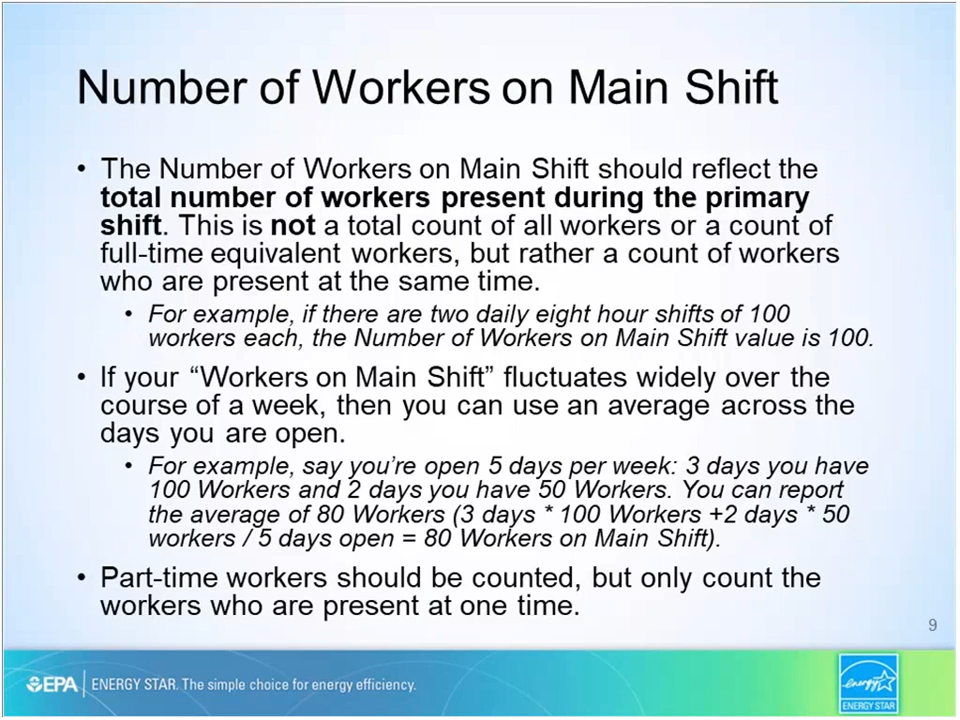 Number of Workers on Main Shift
• The Number of Workers on Main Shift should reflect the
total number of workers present during the primary
shift. This is not a total count of all workers or a count of
full-time equivalent workers, but rather a count of workers
who are present at the same time.
• For example, if there are two daily eight hour shifts of 100
workers each, the Number of Workers on Main Shift value is 100.
• If your “Workers on Main Shift” fluctuates widely over the
course of a week, then you can use an average across the
days you are open.
• For example, say you’re open 5 days per week: 3 days you have
100 Workers and 2 days you have 50 Workers. You can report
the average of 80 Workers (3 days * 100 Workers +2 days * 50
workers / 5 days open = 80 Workers on Main Shift).
• Part-time workers should be counted, but only count the
workers who are present at one time.
9
EPA ENERGY STAR. The simple choice for energy efficiency.
energy
ENERGY STAR